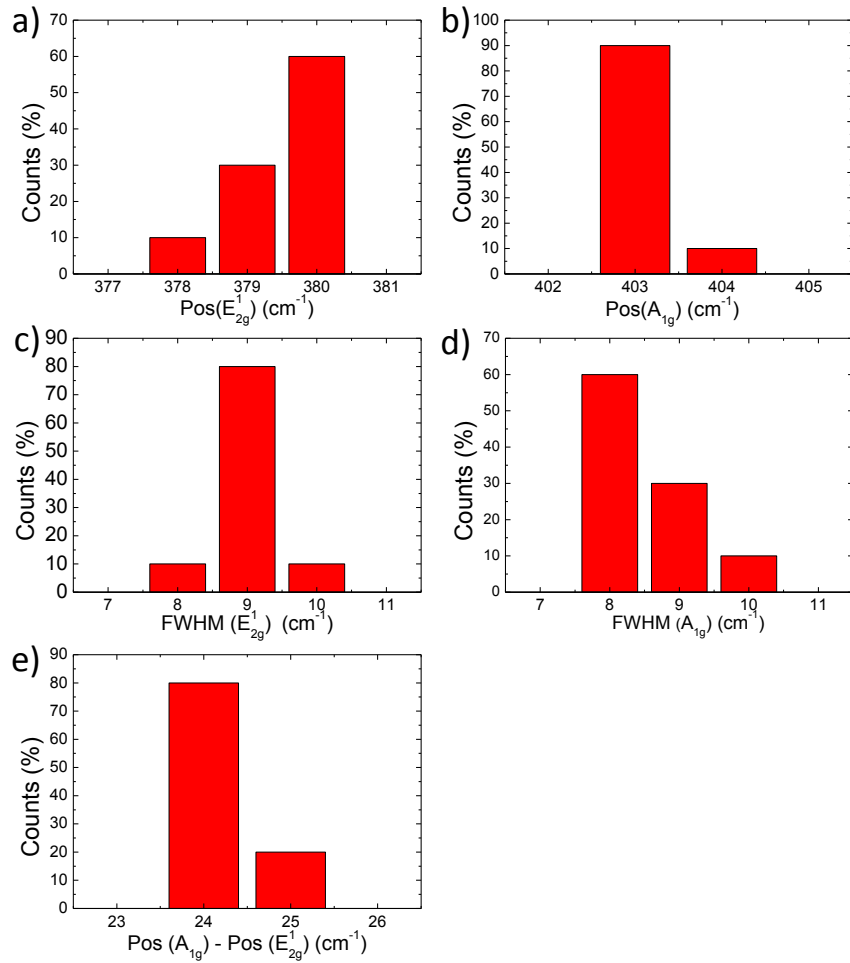 a)
70
60
50
40
30
20
10
0
Counts (%)
377 378 379 380 381
Pos(E¹₂g) (cm⁻¹)
b)
100
90
80
70
60
50
40
30
20
10
0
Counts (%)
402 403 404 405
Pos(A₁g) (cm⁻¹)
c)
90
80
70
60
50
40
30
20
10
0
Counts (%)
7 8 9 10 11
FWHM (E¹₂g) (cm⁻¹)
d)
70
60
50
40
30
20
10
0
Counts (%)
7 8 9 10 11
FWHM (A₁g) (cm⁻¹)
e)
90
80
70
60
50
40
30
20
10
0
Counts (%)
23 24 25 26
Pos (A₁g) - Pos (E¹₂g) (cm⁻¹)